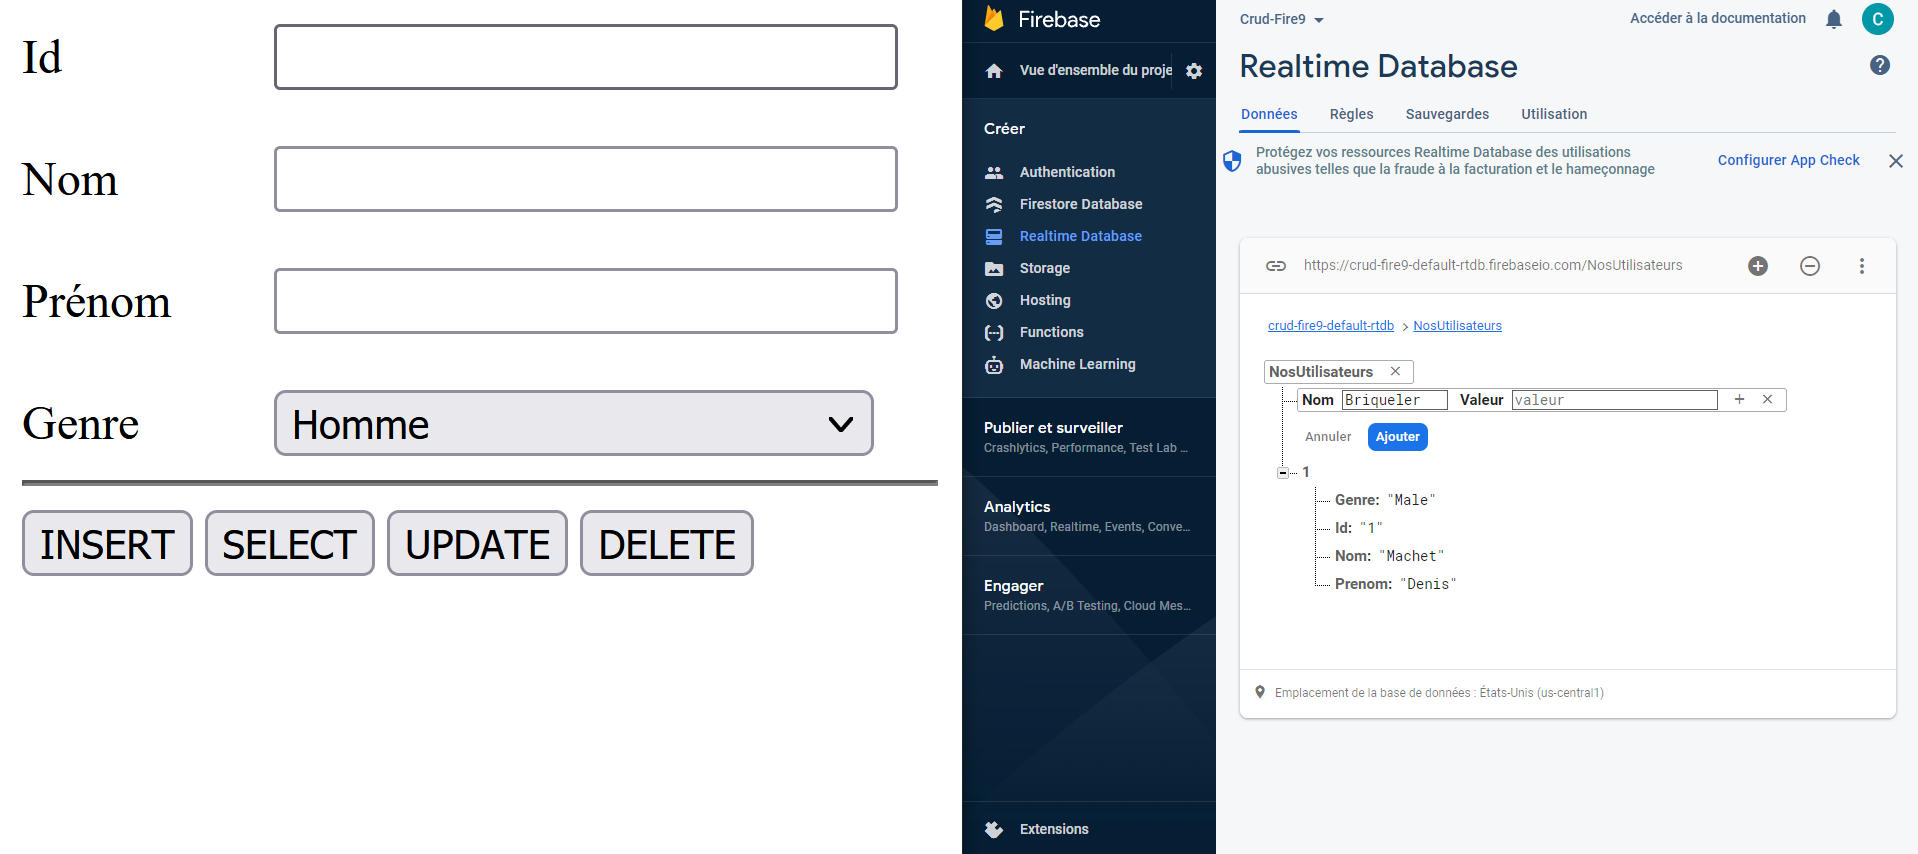 Id
Nom
Prénom
Genre
Homme
INSERT SELECT UPDATE DELETE
Firebase
Vue d'ensemble du proje
Créer
Authentication
Firestore Database
Realtime Database
Storage
Hosting
Functions
Machine Learning
Publier et surveiller
Crashlytics, Performance, Test Lab ...
Analytics
Dashboard, Realtime, Events, Conve...
Engager
Predictions, A/B Testing, Cloud Mes...
Extensions
Crud-Fire9
Accéder à la documentation
C
Realtime Database
?
Données Règles Sauvegardes Utilisation
Protégez vos ressources Realtime Database des utilisations
abusives telles que la fraude à la facturation et le hameçonnage
Configurer App Check
https://crud-fire9-default-rtdb.firebaseio.com/NosUtilisateurs
crud-fire9-default-rtdb > NosUtilisateurs
NosUtilisateurs
Nom Briqueler Valeur valeur
Annuler Ajouter
1
Genre: "Male"
Id: "1"
Nom: "Machet"
Prenom: "Denis"
Emplacement de la base de données : États-Unis (us-central1)